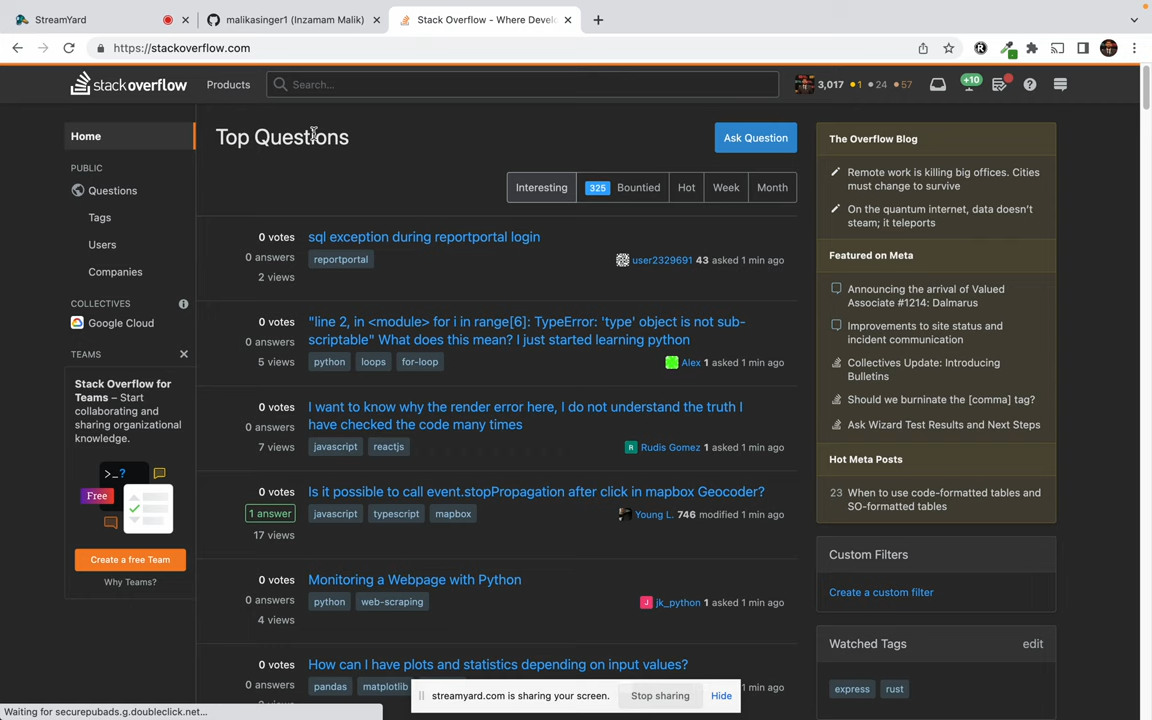 StreamYard
malikasinger1 (Inzamam Malik)
Stack Overflow - Where Devel
https://stackoverflow.com
stack overflow
Products
Search...
3,017 1 24 57
+10
Home
PUBLIC
Questions
Tags
Users
Companies
COLLECTIVES
Google Cloud
TEAMS
Stack Overflow for
Teams – Start
collaborating and
sharing organizational
knowledge.
>_?
Free
Create a free Team
Why Teams?
Top Questions
Ask Question
Interesting
325 Bountied
Hot
Week
Month
0 votes
0 answers
2 views
sql exception during reportportal login
reportportal
user2329691 43 asked 1 min ago
0 votes
0 answers
5 views
"line 2, in <module> for i in range[6]: TypeError: 'type' object is not sub-
scriptable" What does this mean? I just started learning python
python loops for-loop
Alex 1 asked 1 min ago
0 votes
0 answers
7 views
I want to know why the render error here, I do not understand the truth I
have checked the code many times
javascript reactjs
R Rudis Gomez 1 asked 1 min ago
0 votes
1 answer
17 views
Is it possible to call event.stopPropagation after click in mapbox Geocoder?
javascript typescript mapbox
Young L. 746 modified 1 min ago
0 votes
0 answers
4 views
Monitoring a Webpage with Python
python web-scraping
J jk_python 1 asked 1 min ago
0 votes
0 answers
How can I have plots and statistics depending on input values?
pandas matplotlib
min ago
The Overflow Blog
Remote work is killing big offices. Cities
must change to survive
On the quantum internet, data doesn't
steam; it teleports
Featured on Meta
Announcing the arrival of Valued
Associate #1214: Dalmarus
Improvements to site status and
incident communication
Collectives Update: Introducing
Bulletins
Should we burninate the [comma] tag?
Ask Wizard Test Results and Next Steps
Hot Meta Posts
23 When to use code-formatted tables and
SO-formatted tables
Custom Filters
Create a custom filter
Watched Tags edit
express rust
streamyard.com is sharing your screen.
Stop sharing
Hide
Waiting for securepubads.g.doubleclick.net...